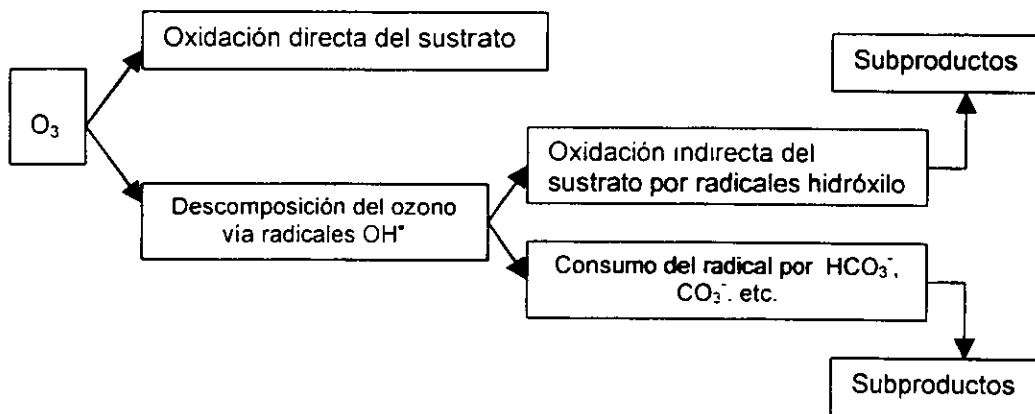 Oxidación directa del sustrato
Subproductos
O₃
Oxidación indirecta del
sustrato por radicales hidróxilo
Descomposición del ozono
vía radicales OH•
Consumo del radical por HCO₃⁻,
CO₃⁻. etc.
Subproductos